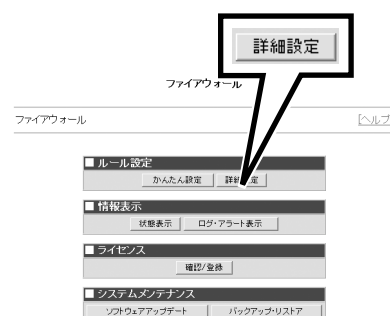 詳細設定
ファイアウォール
ファイアウォール [ヘルプ
■ ルール設定
かんたん設定 詳細設定
■ 情報表示
状態表示 ログ・アラート表示
■ ライセンス
確認/登録
■ システムメンテナンス
ソフトウェアアップデート バックアップ・リストア